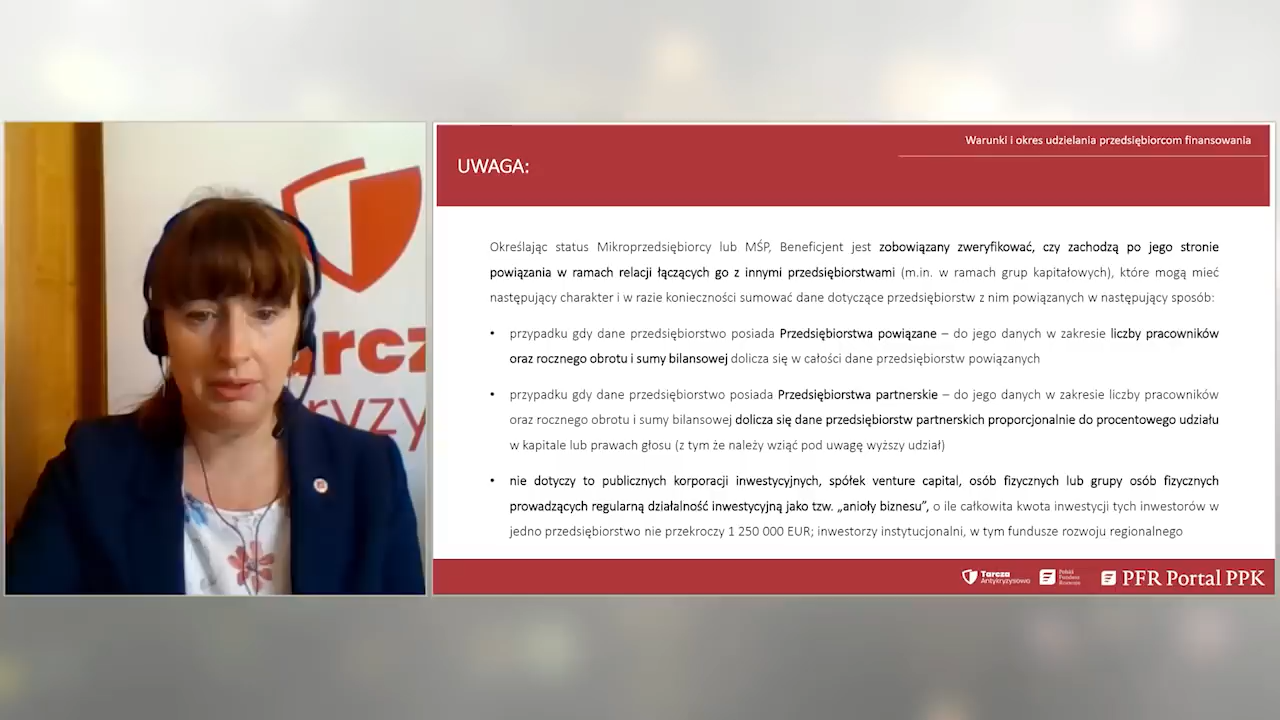 Warunki i okres udzielania przedsiębiorcom finansowania
UWAGA:
Określając status Mikroprzedsiębiorcy lub MŚP, Beneficjent jest zobowiązany zweryfikować, czy zachodzą po jego stronie
powiązania w ramach relacji łączących go z innymi przedsiębiorstwami (m.in. w ramach grup kapitałowych), które mogą mieć
następujący charakter i w razie konieczności sumować dane dotyczące przedsiębiorstw z nim powiązanych w następujący sposób:
• przypadku gdy dane przedsiębiorstwo posiada Przedsiębiorstwa powiązane – do jego danych w zakresie liczby pracowników
oraz rocznego obrotu i sumy bilansowej dolicza się w całości dane przedsiębiorstw powiązanych
• przypadku gdy dane przedsiębiorstwo posiada Przedsiębiorstwa partnerskie – do jego danych w zakresie liczby pracowników
oraz rocznego obrotu i sumy bilansowej dolicza się dane przedsiębiorstw partnerskich proporcjonalnie do procentowego udziału
w kapitale lub prawach głosu (z tym że należy wziąć pod uwagę wyższy udział)
• nie dotyczy to publicznych korporacji inwestycyjnych, spółek venture capital, osób fizycznych lub grupy osób fizycznych
prowadzących regularną działalność inwestycyjną jako tzw. „anioły biznesu”, o ile całkowita kwota inwestycji tych inwestorów w
jedno przedsiębiorstwo nie przekroczy 1 250 000 EUR; inwestorzy instytucjonalni, w tym fundusze rozwoju regionalnego
arcz
ryzy
Tarcza
Antykryzysowa
Polski
Fundusz
Rozwoju
PFR Portal PPK